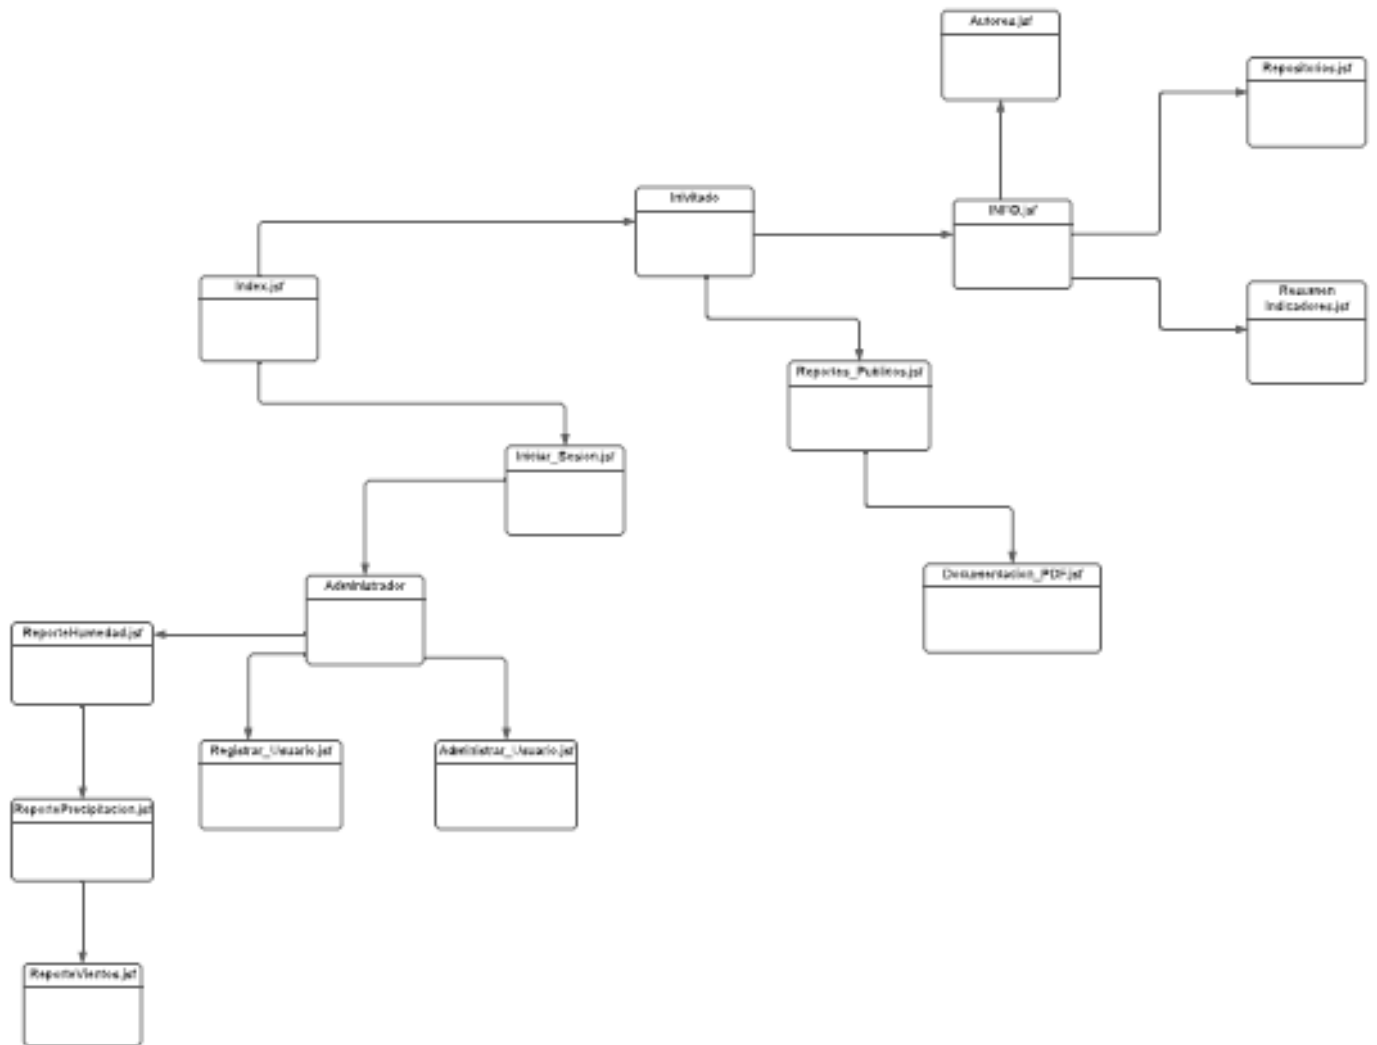 Autores.jsf
Repositorios.jsf
Invitado
INFO.jsf
Index.jsf
Resumen
Indicadores.jsf
Reportes_Publicos.jsf
Iniciar_Sesion.jsf
Documentacion_PDF.jsf
Administrador
ReporteHumedad.jsf
Registrar_Usuario.jsf
Administrar_Usuario.jsf
ReportePrecipitacion.jsf
ReporteVientos.jsf